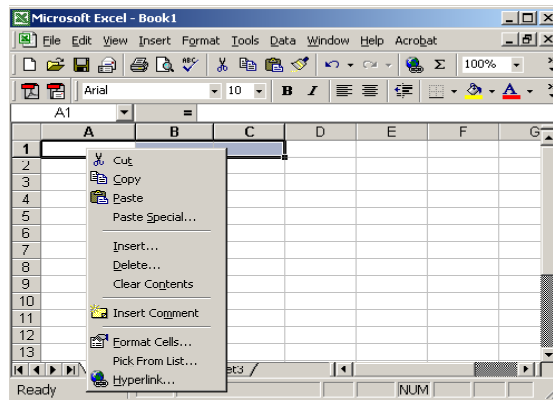 Microsoft Excel - Book1
File Edit View Insert Format Tools Data Window Help Acrobat
Σ 100%
Arial 10 B I A
A1 =
A B C D E F G
1
2
3
4
5
6
7
8
9
10
11
12
13
Cut
Copy
Paste
Paste Special...
Insert...
Delete...
Clear Contents
Insert Comment
Format Cells...
Pick From List...
Hyperlink...
et3
Ready NUM